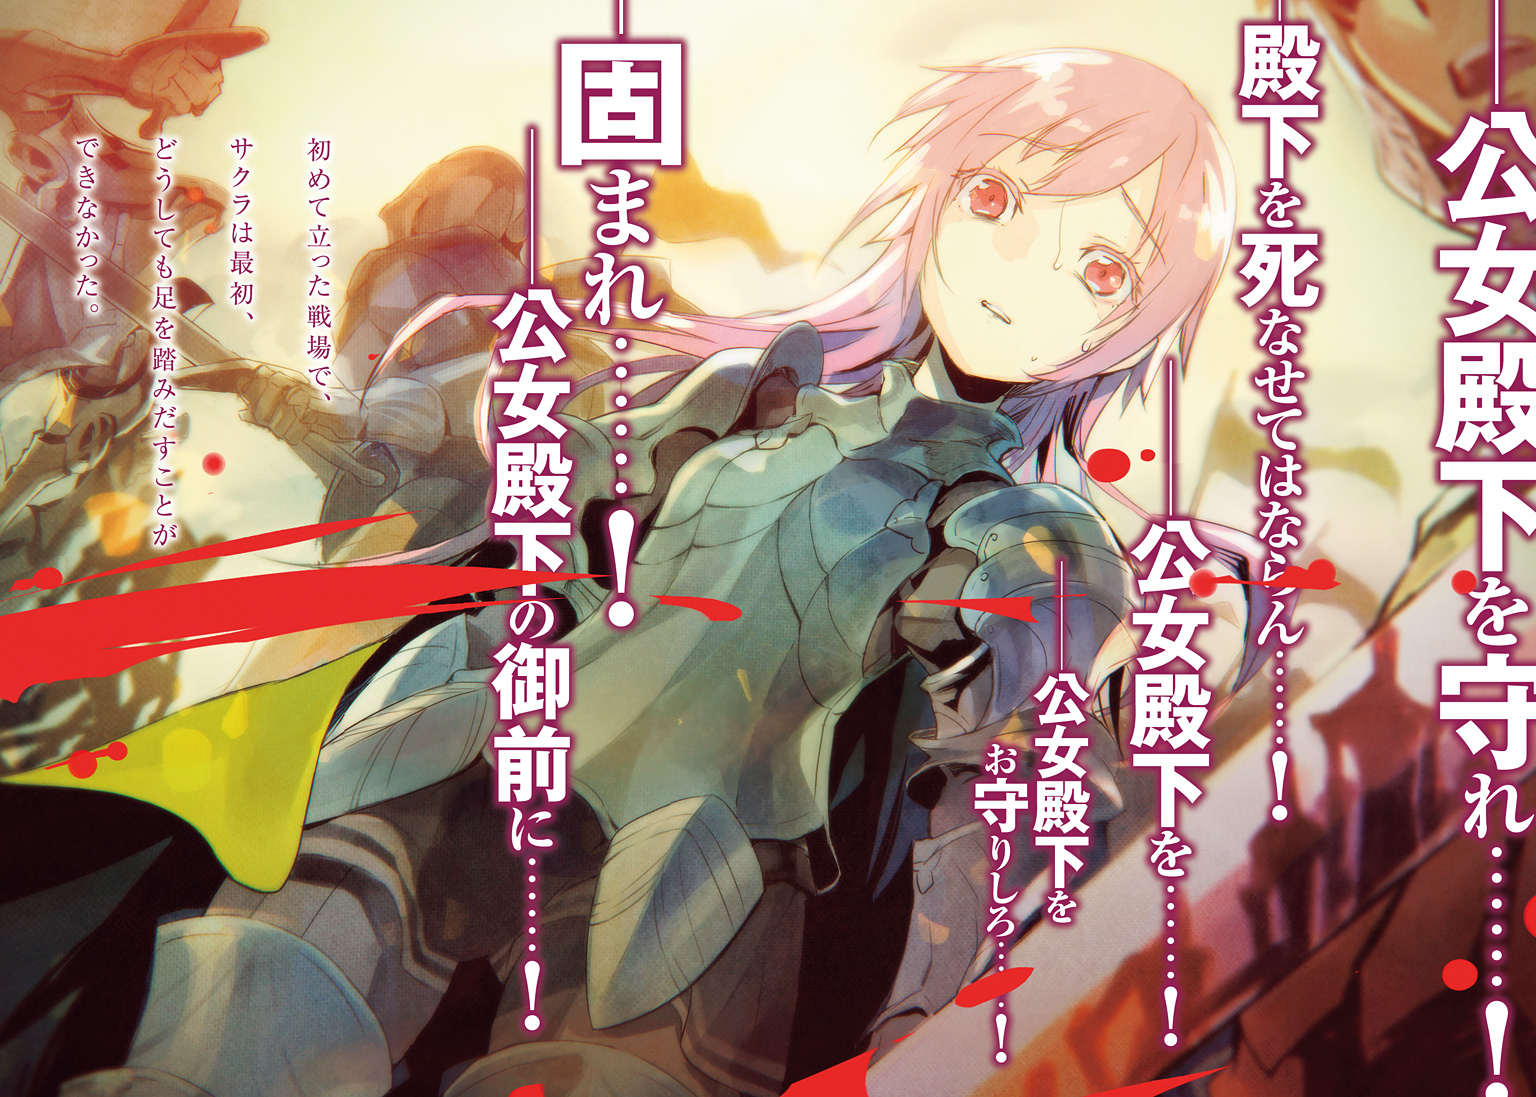 ──公女殿下を守れ……！
──殿下を死なせてはならん……！
──公女殿下を……！
──公女殿下を
お守りしろ……！
──固まれ……！
──公女殿下の御前に……！
初めて立った戦場で、
サクラは最初、
どうしても足を踏みだすことが
できなかった。